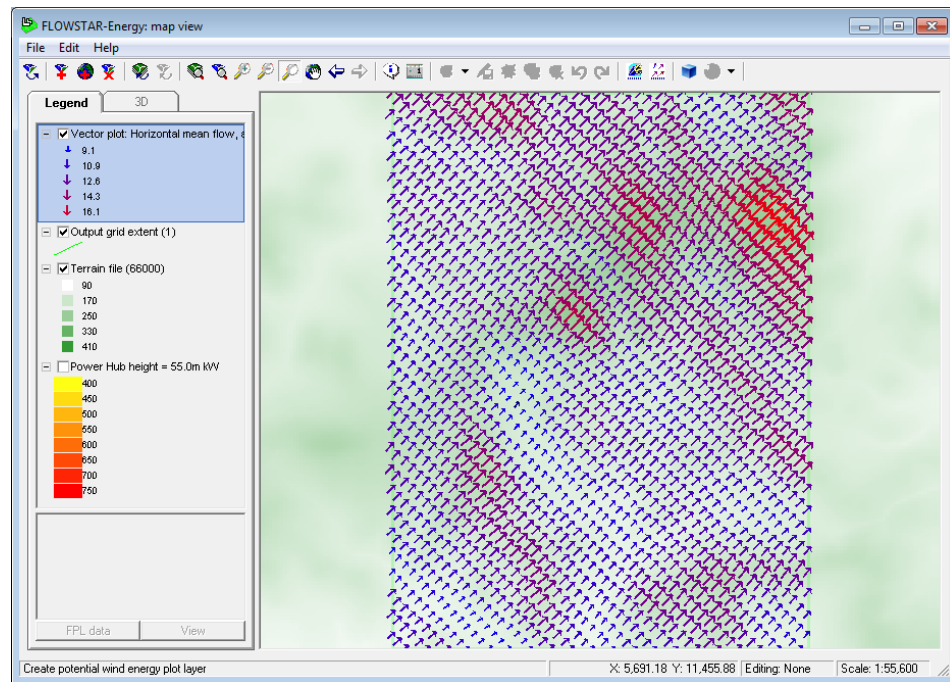 FLOWSTAR-Energy: map view
File Edit Help
Legend 3D
Vector plot: Horizontal mean flow, s
9.1
10.9
12.6
14.3
16.1
Output grid extent (1)
Terrain file (66000)
90
170
250
330
410
Power Hub height = 55.0m kW
400
450
500
550
600
650
700
750
FPL data View
Create potential wind energy plot layer X: 5,691.18 Y: 11,455.88 Editing: None Scale: 1:55,600